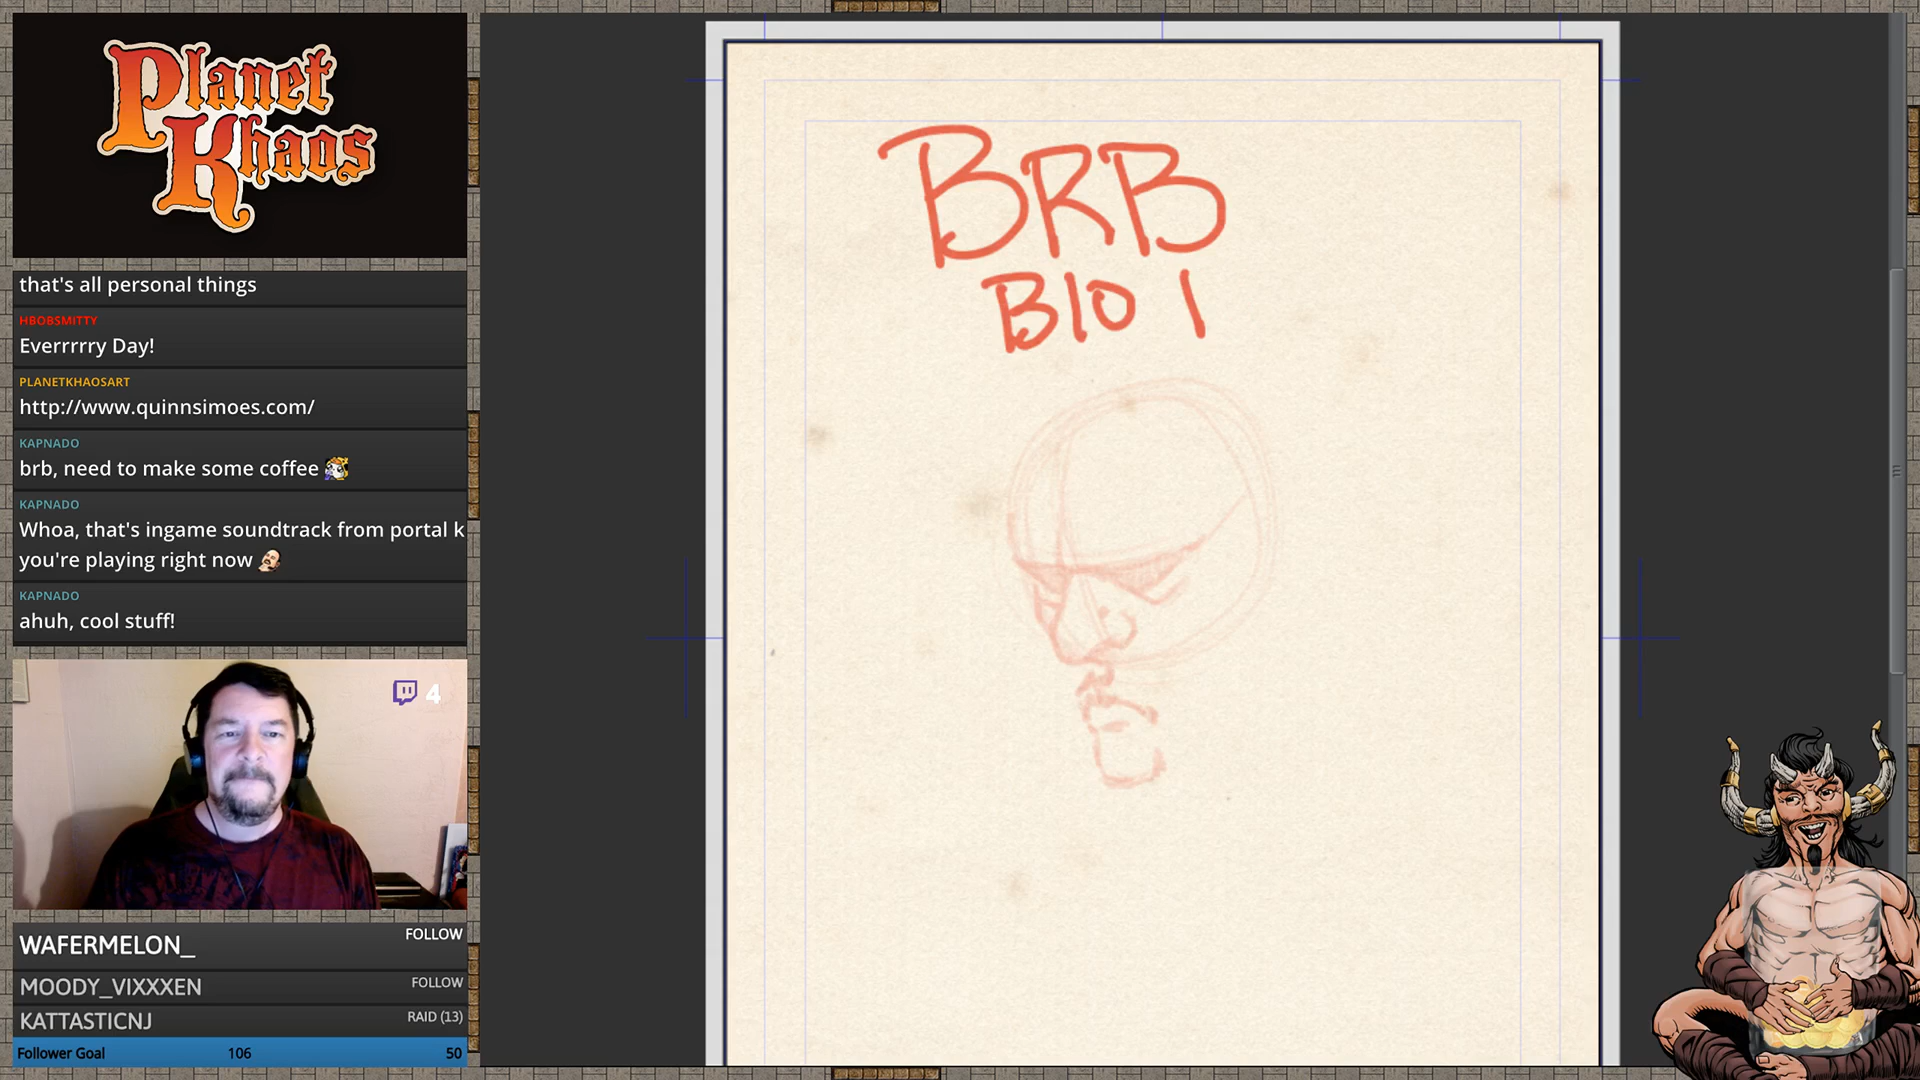 Planet
Khaos
that's all personal things
HBOBSMITTY
Everrrrry Day!
PLANETKHAOSART
http://www.quinnsimoes.com/
KAPNADO
brb, need to make some coffee
KAPNADO
Whoa, that's ingame soundtrack from portal k
you're playing right now
KAPNADO
ahuh, cool stuff!
4
WAFERMELON_ FOLLOW
MOODY_VIXXXEN FOLLOW
KATTASTICNJ RAID (13)
Follower Goal 106 50
BRB
BIO 1